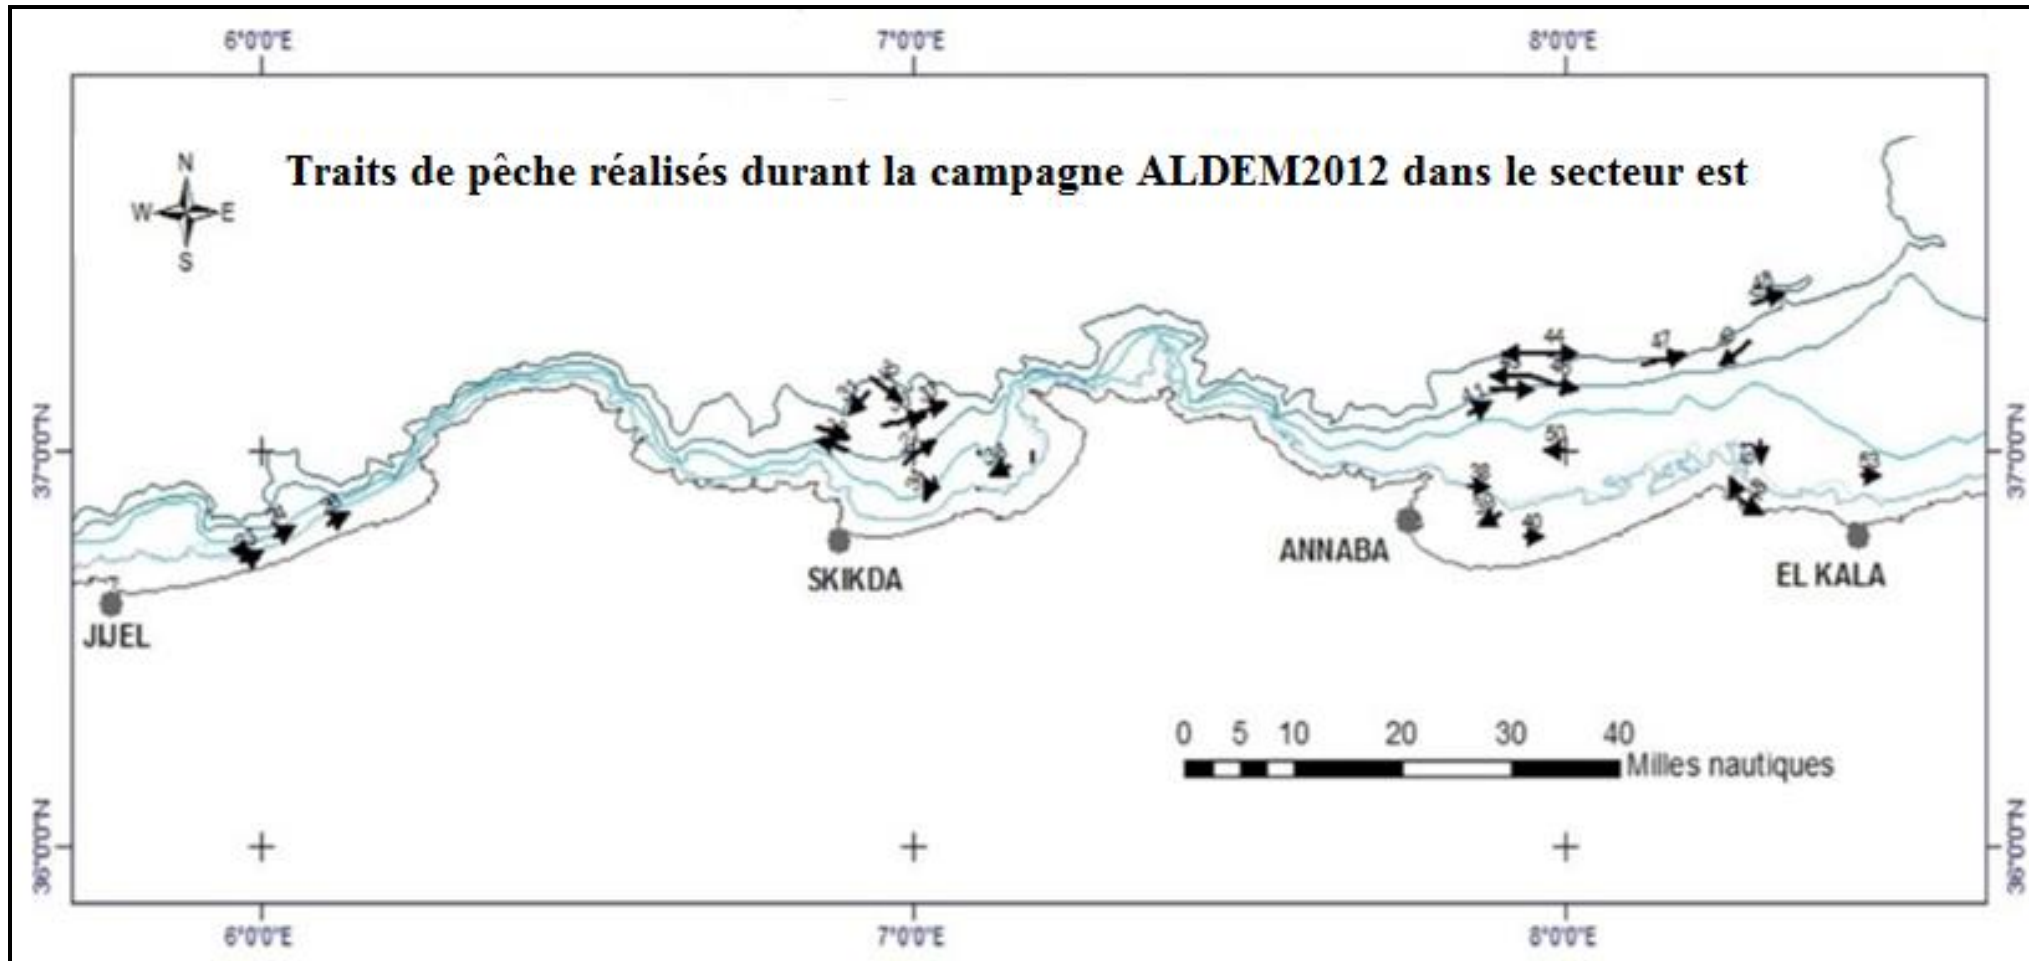 6°0'0"E 7°0'0"E 8°0'0"E
Traits de pêche réalisés durant la campagne ALDEM2012 dans le secteur est
N
W E
S
44
47
37°0'0"N 37°0'0"N
50
53
38
40
ANNABA
SKIKDA
EL KALA
JIJEL
0 5 10 20 30 40
Milles nautiques
36°0'0"N 36°0'0"N
6°0'0"E 7°0'0"E 8°0'0"E